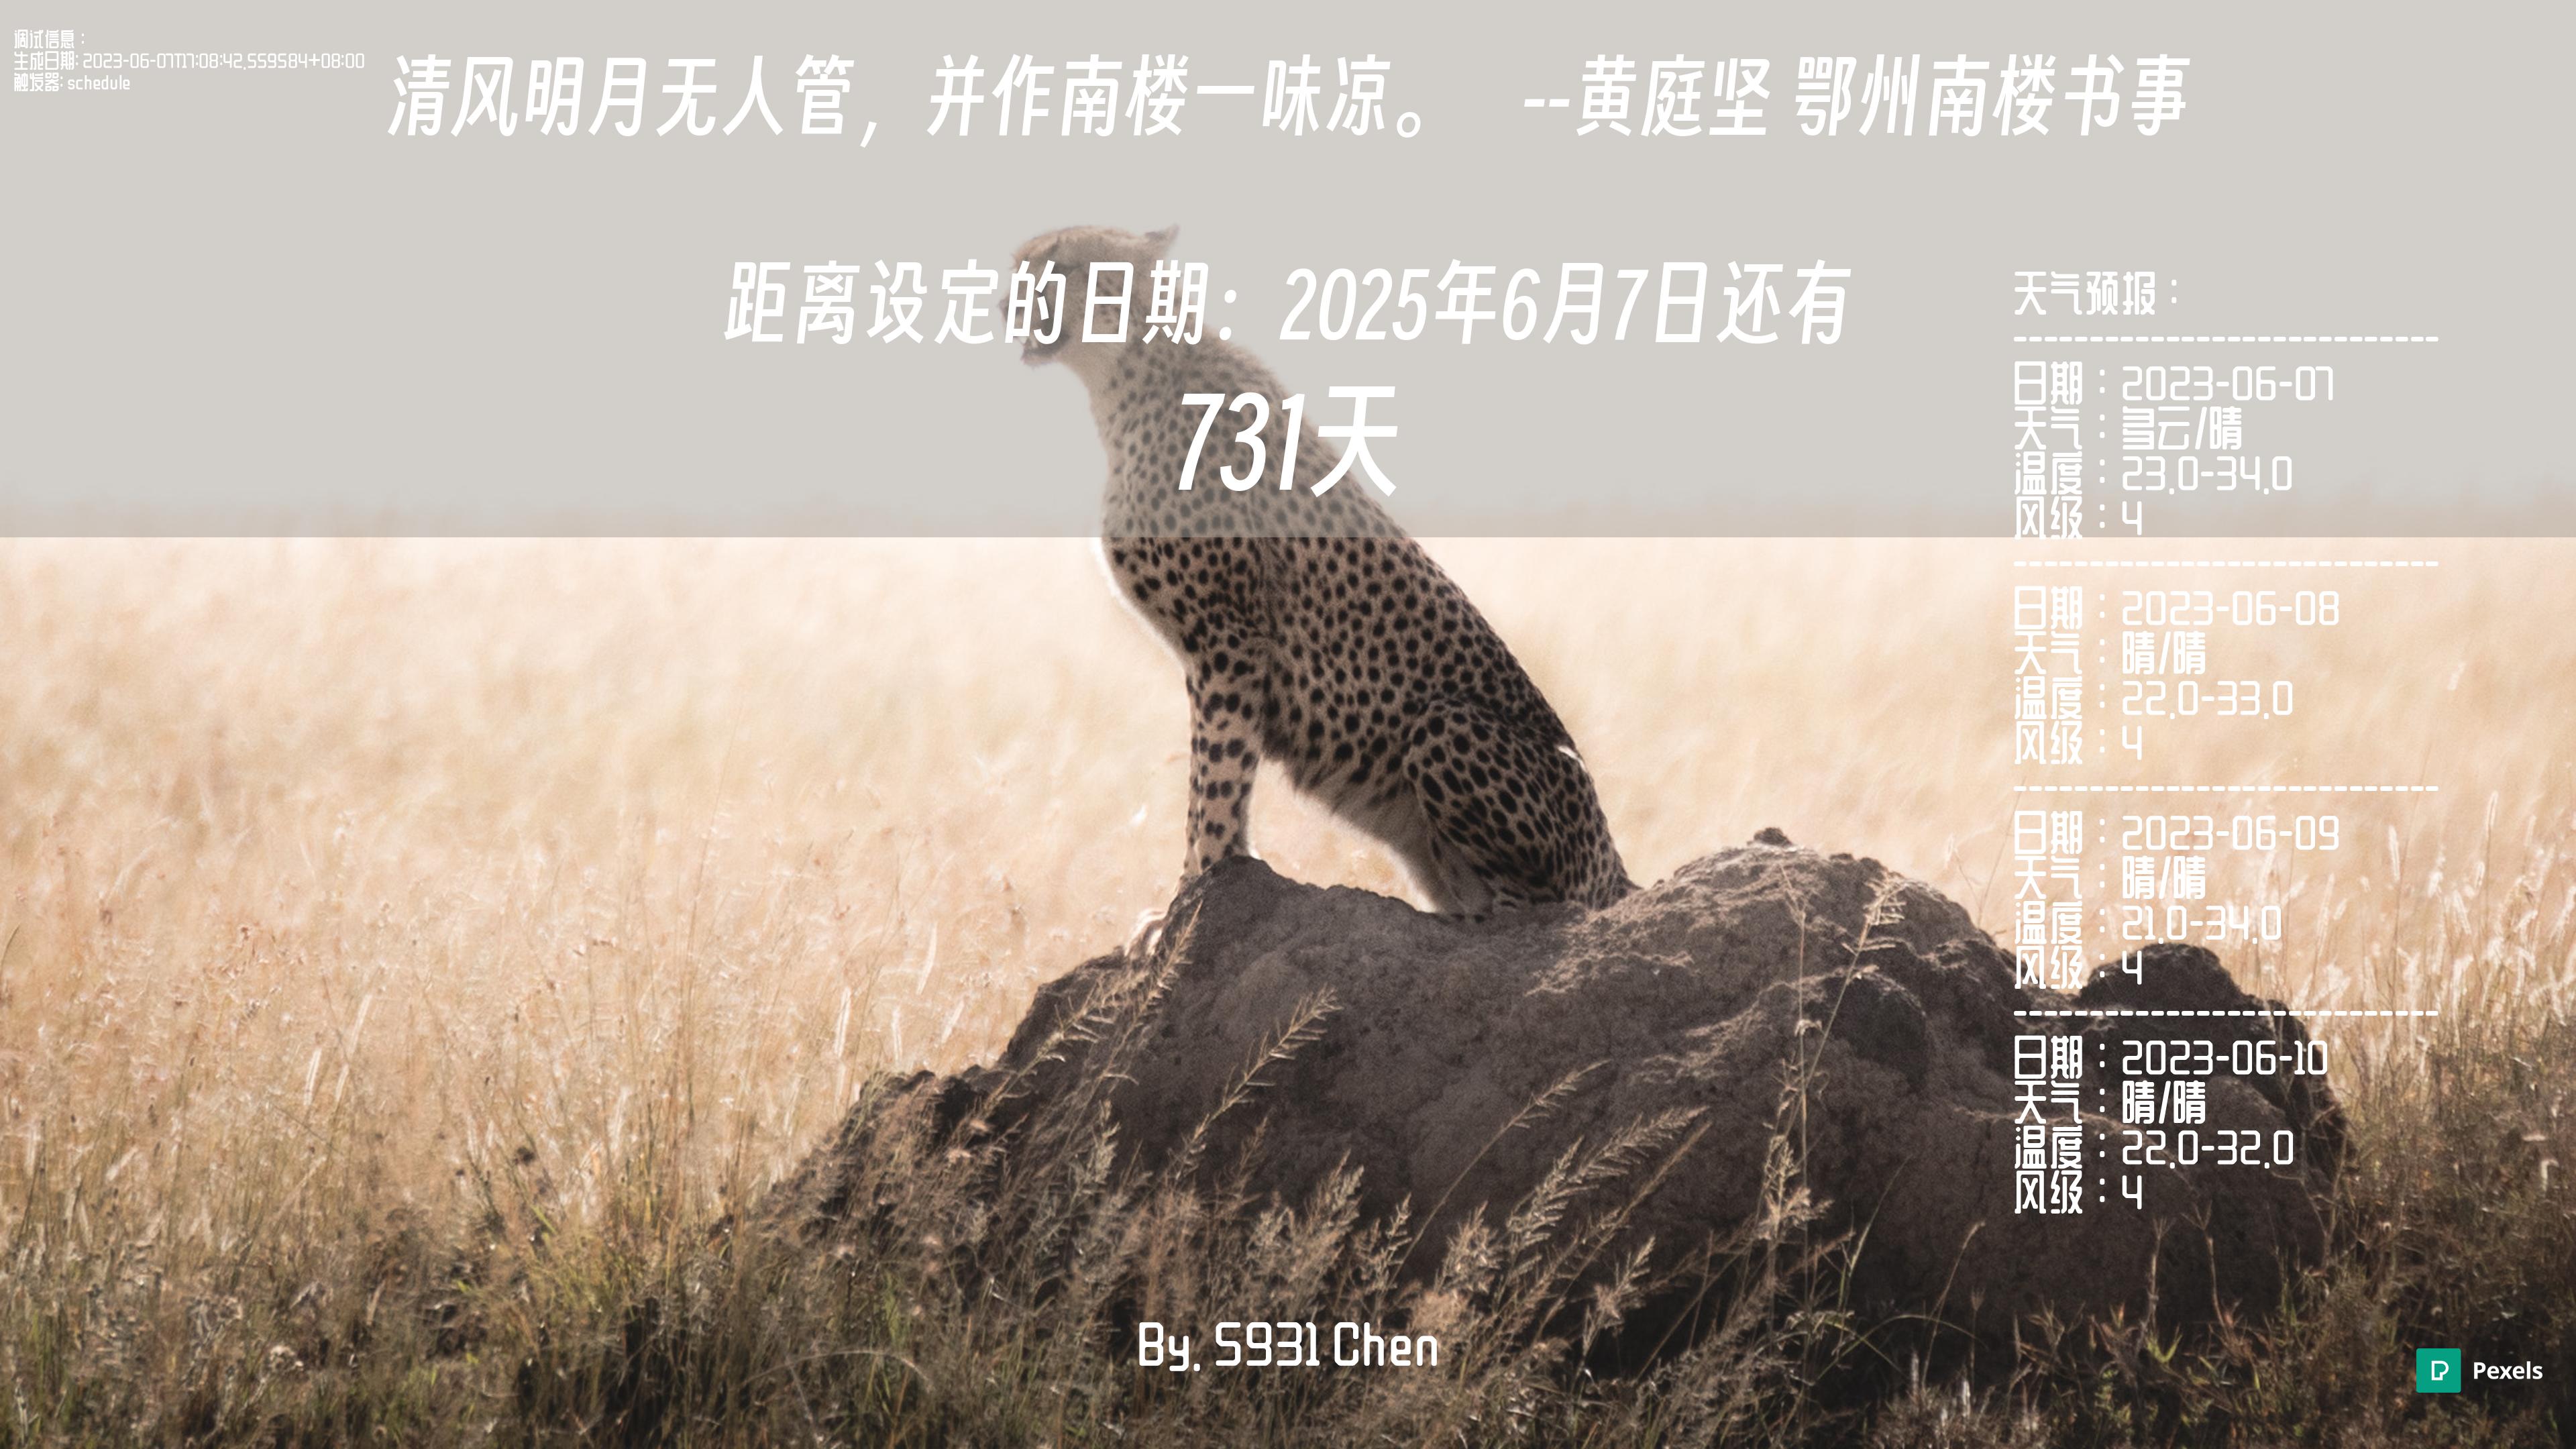 调试信息：
生成日期: 2023-06-07T17:08:42.559584+08:00
触发器: schedule
清风明月无人管，并作南楼一味凉。 --黄庭坚 鄂州南楼书事
距离设定的日期：2025年6月7日还有
731天
天气预报：
----------------------------
日期：2023-06-07
天气：多云/晴
温度：23.0-34.0
风级：4
----------------------------
日期：2023-06-08
天气：晴/晴
温度：22.0-33.0
风级：4
----------------------------
日期：2023-06-09
天气：晴/晴
温度：21.0-34.0
风级：4
----------------------------
日期：2023-06-10
天气：晴/晴
温度：22.0-32.0
风级：4
By. S931 Chen
Pexels